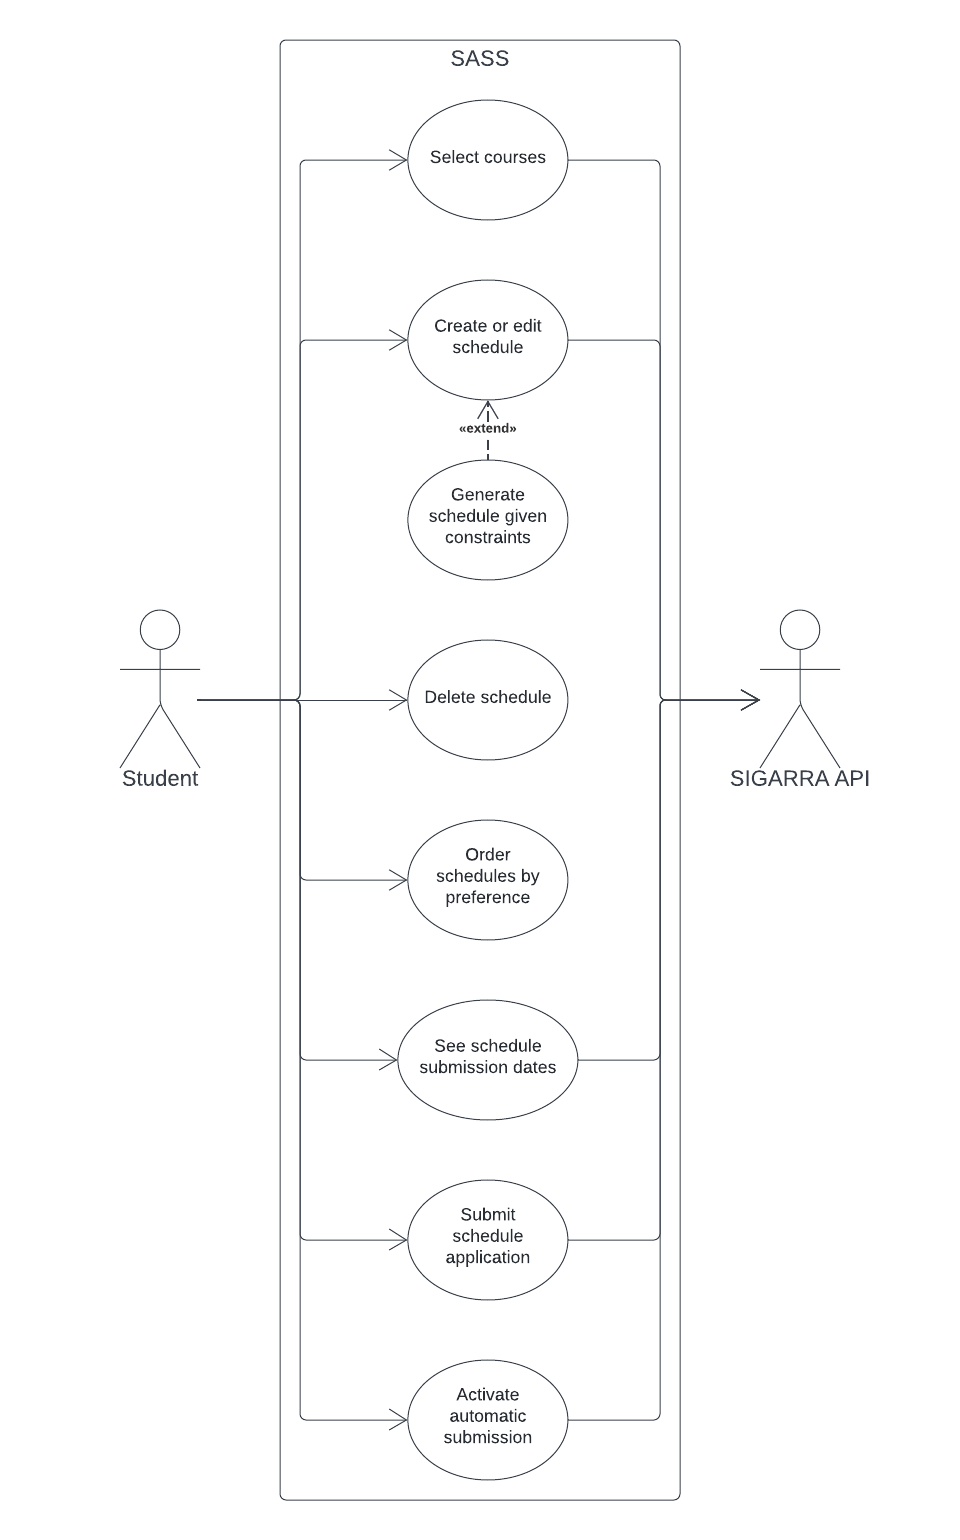 SASS
Select courses
Create or edit
schedule
«extend»
Generate
schedule given
constraints
Delete schedule
Student
SIGARRA API
Order
schedules by
preference
See schedule
submission dates
Submit
schedule
application
Activate
automatic
submission